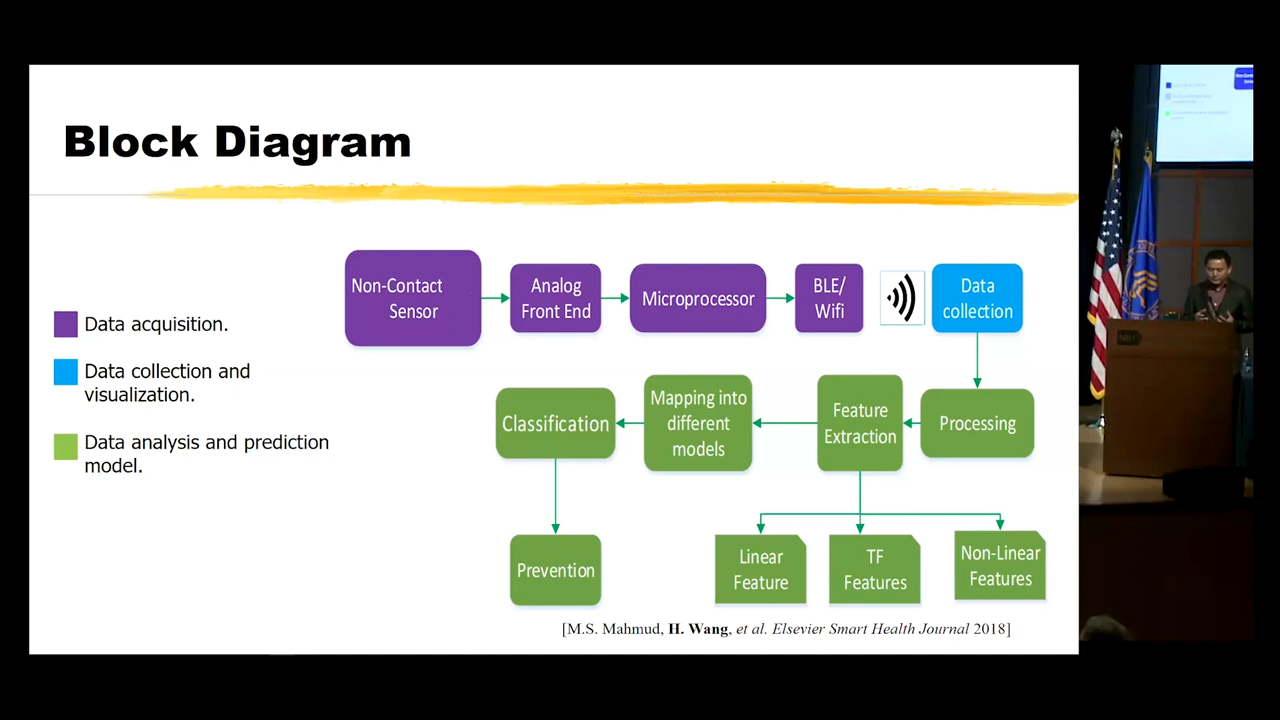 Block Diagram
Non-Contact
Sensor
Analog
Front End
Microprocessor
BLE/
Wifi
Data
collection
Data acquisition.
Data collection and
visualization.
Data analysis and prediction
model.
Classification
Mapping into
different
models
Feature
Extraction
Processing
Prevention
Linear
Feature
TF
Features
Non-Linear
Features
[M.S. Mahmud, H. Wang, et al. Elsevier Smart Health Journal 2018]